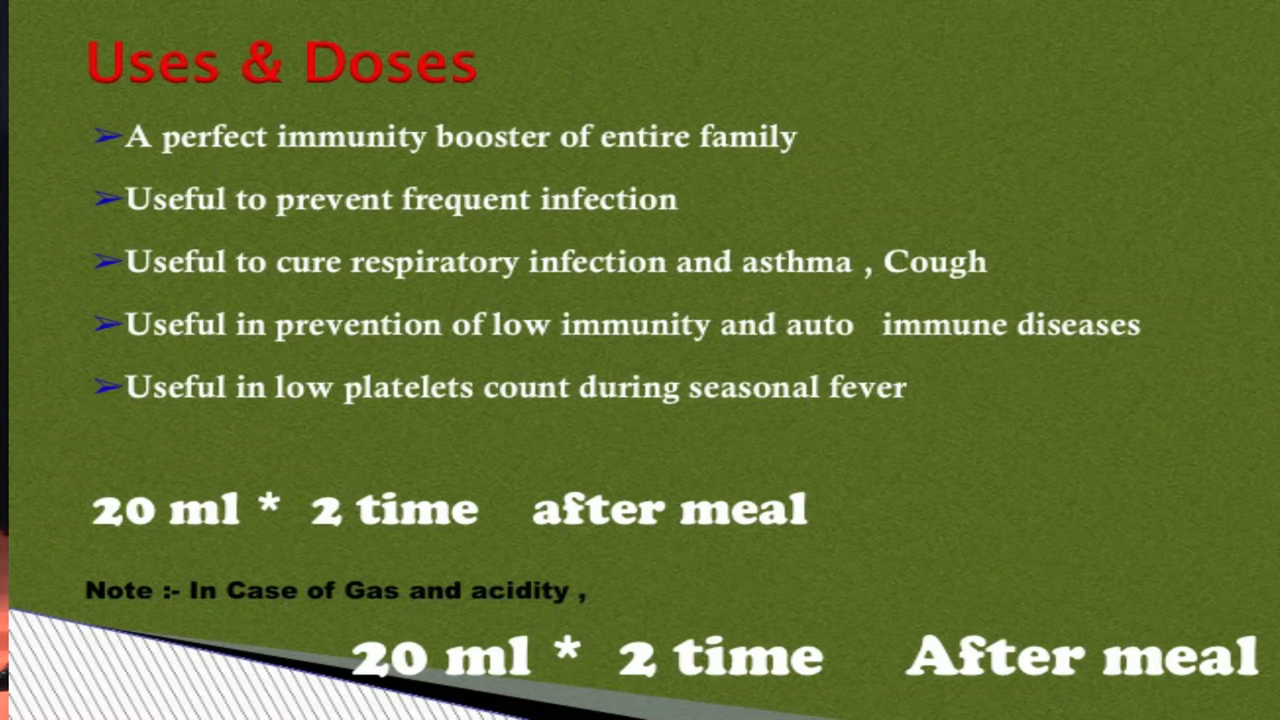 Uses & Doses
➢A perfect immunity booster of entire family
➢Useful to prevent frequent infection
➢Useful to cure respiratory infection and asthma , Cough
➢Useful in prevention of low immunity and auto immune diseases
➢Useful in low platelets count during seasonal fever
20 ml * 2 time after meal
Note :- In Case of Gas and acidity ,
20 ml * 2 time After meal